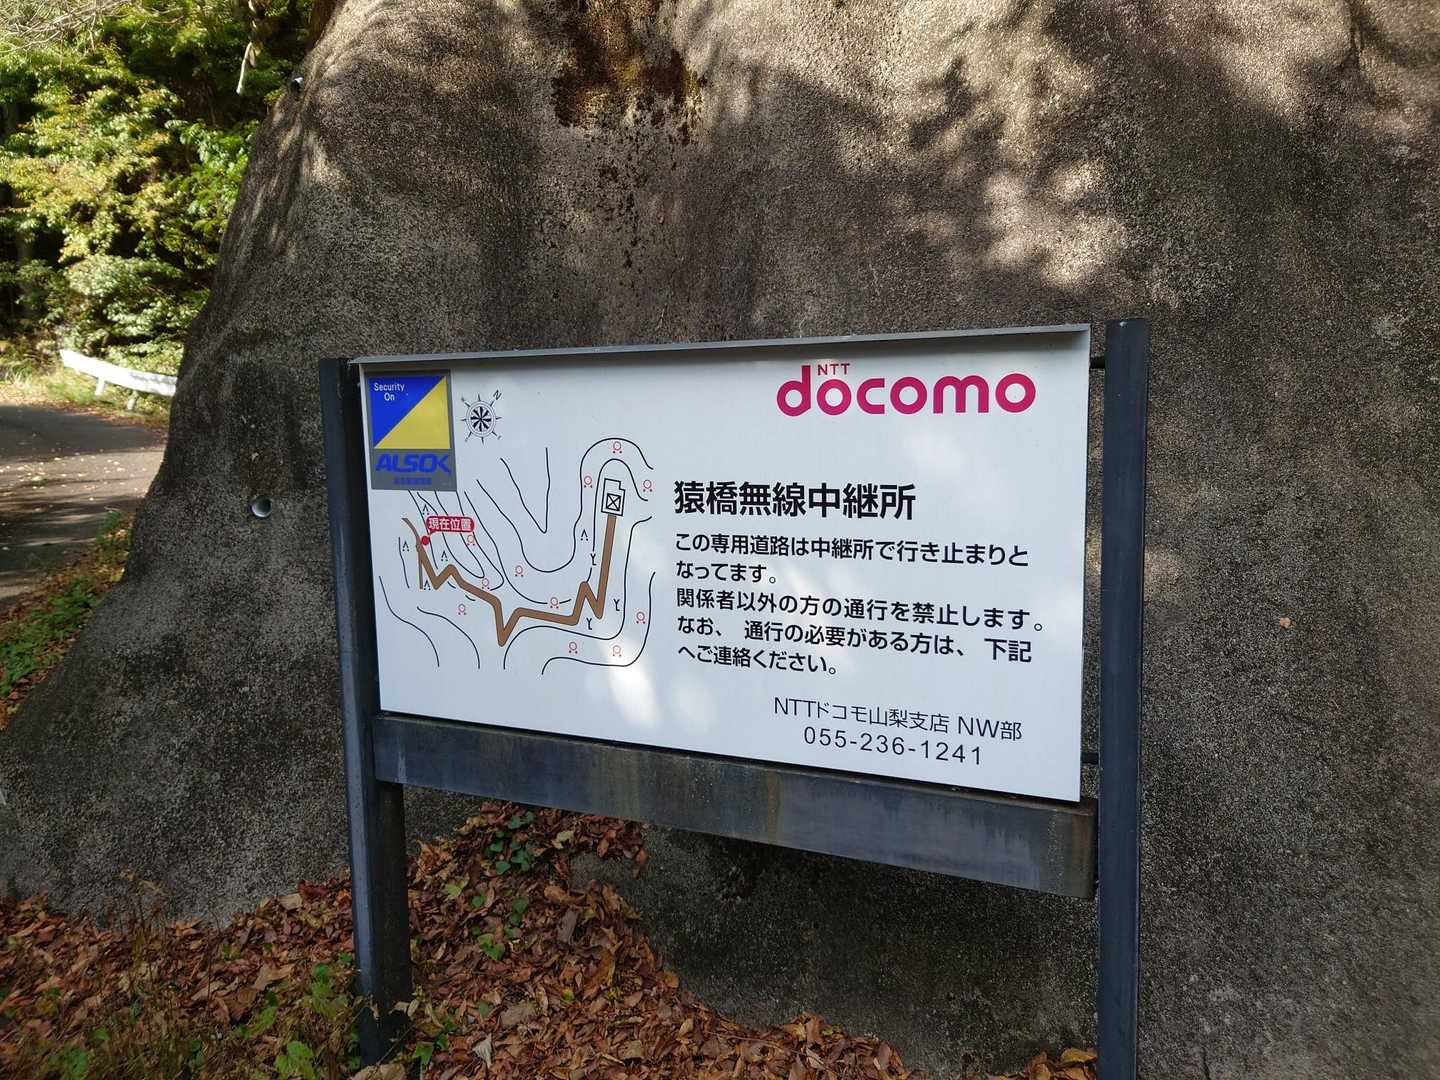 Security
On
ALSOK
N
現在位置
NTT
docomo
猿橋無線中継所
この専用道路は中継所で行き止まりと
なってます。
関係者以外の方の通行を禁止します。
なお、通行の必要がある方は、下記
へご連絡ください。
NTTドコモ山梨支店 NW部
055-236-1241